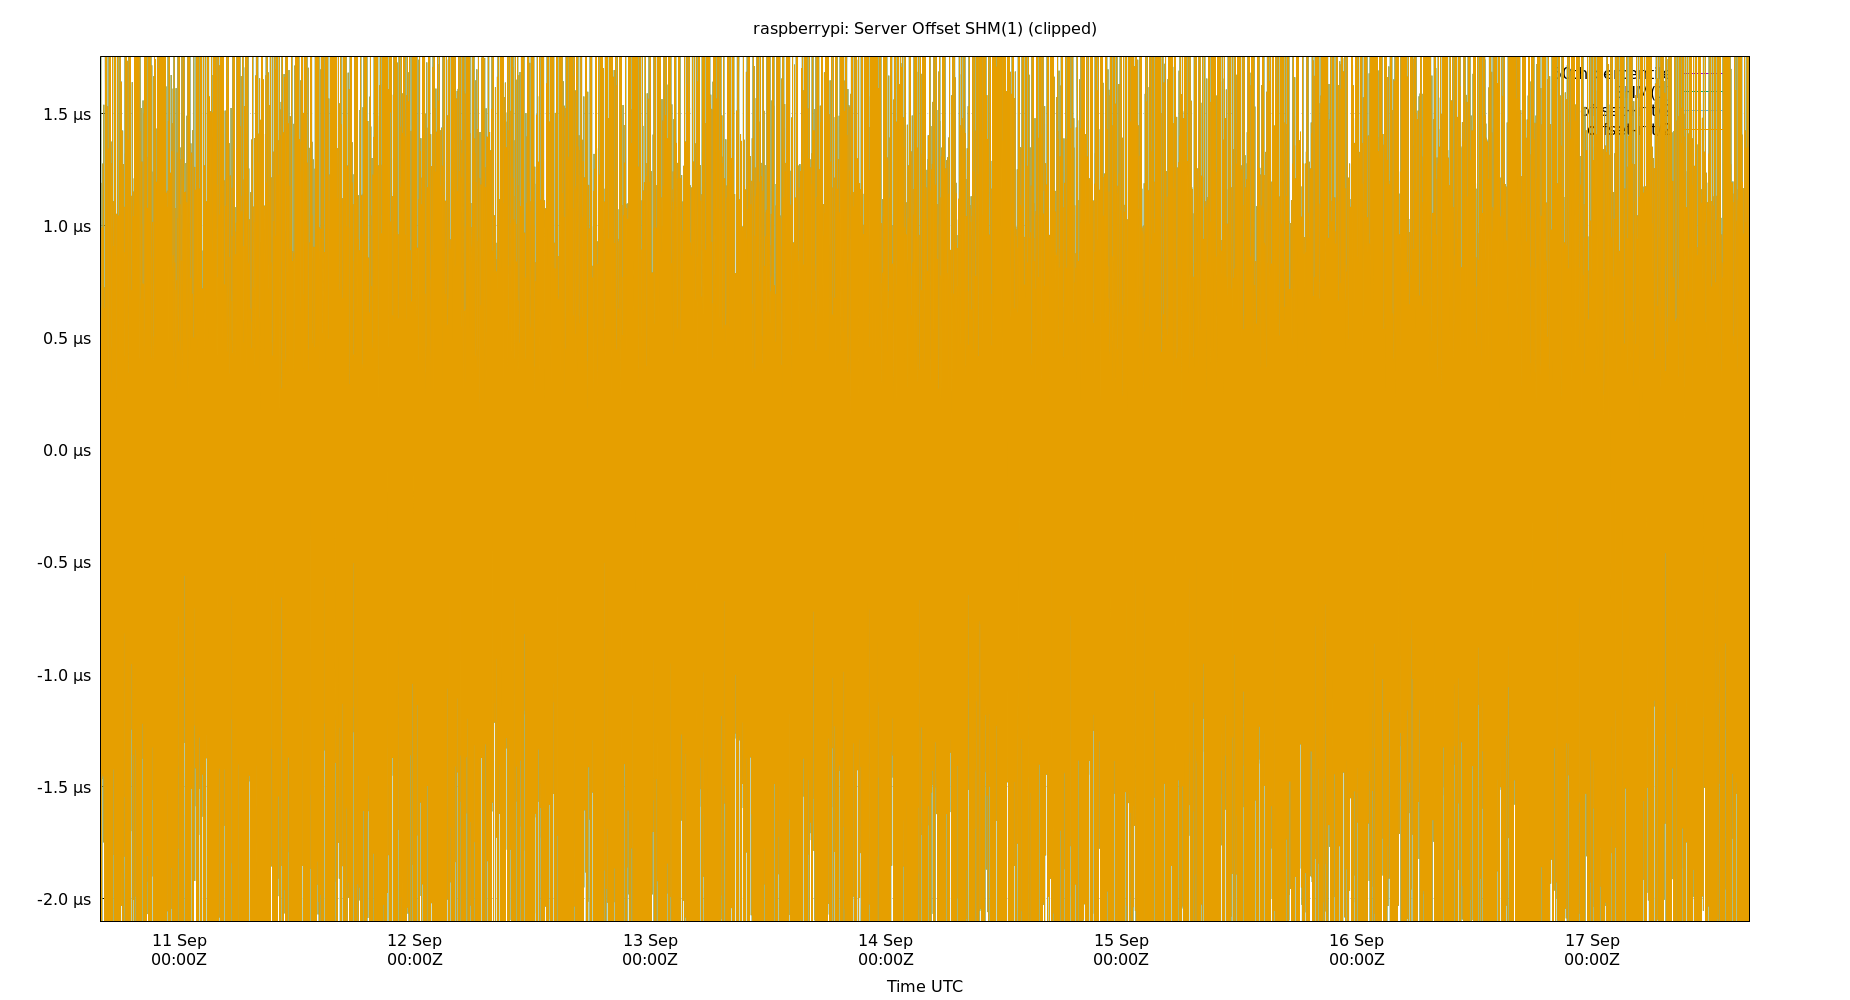 raspberrypi: Server Offset SHM(1) (clipped)
1.5 µs
1.0 µs
0.5 µs
0.0 µs
-0.5 µs
-1.0 µs
-1.5 µs
-2.0 µs
11 Sep 12 Sep 13 Sep 14 Sep 15 Sep 16 Sep 17 Sep
00:00Z 00:00Z 00:00Z 00:00Z 00:00Z 00:00Z 00:00Z
Time UTC